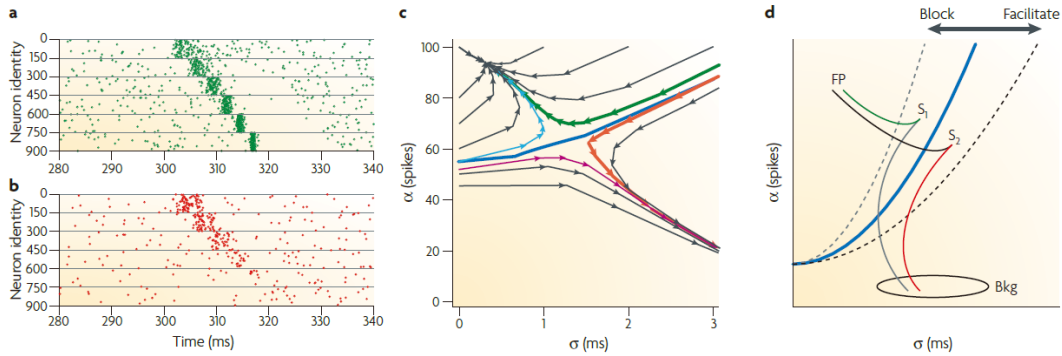 a
Neuron identity
0
150
300
450
600
750
900
280
290
300
310
320
330
340
b
Neuron identity
0
150
300
450
600
750
900
280
290
300
310
320
330
340
Time (ms)
c
α (spikes)
100
80
60
40
20
0
0
1
2
3
σ (ms)
d
Block
Facilitate
FP
S1
S2
Bkg
α (spikes)
σ (ms)